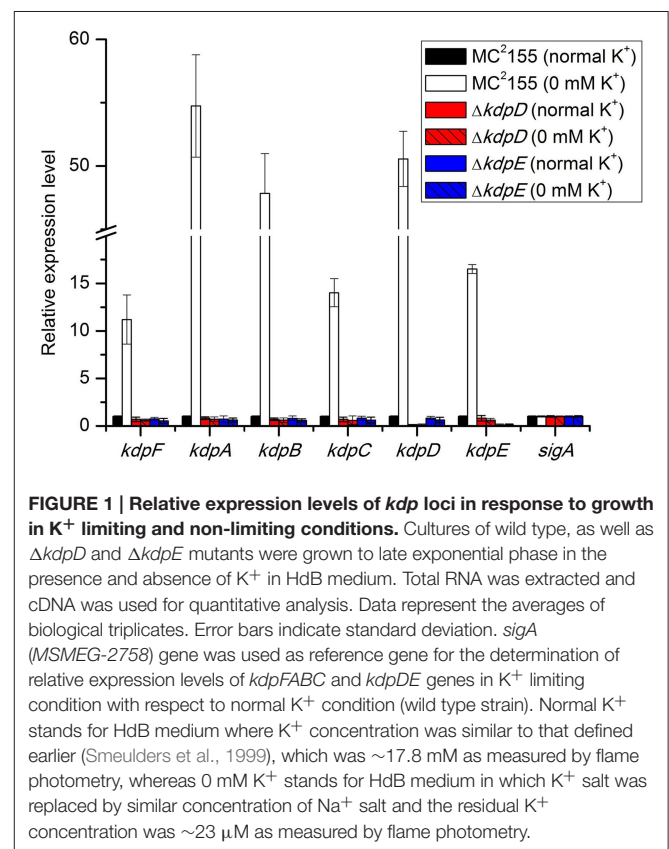 60
50
15
10
5
0
Relative expression level
MC²155 (normal K⁺)
MC²155 (0 mM K⁺)
ΔkdpD (normal K⁺)
ΔkdpD (0 mM K⁺)
ΔkdpE (normal K⁺)
ΔkdpE (0 mM K⁺)
kdpF kdpA kdpB kdpC kdpD kdpE sigA
FIGURE 1 | Relative expression levels of kdp loci in response to growth
in K⁺ limiting and non-limiting conditions. Cultures of wild type, as well as
ΔkdpD and ΔkdpE mutants were grown to late exponential phase in the
presence and absence of K⁺ in HdB medium. Total RNA was extracted and
cDNA was used for quantitative analysis. Data represent the averages of
biological triplicates. Error bars indicate standard deviation. sigA
(MSMEG-2758) gene was used as reference gene for the determination of
relative expression levels of kdpFABC and kdpDE genes in K⁺ limiting
condition with respect to normal K⁺ condition (wild type strain). Normal K⁺
stands for HdB medium where K⁺ concentration was similar to that defined
earlier (Smeulders et al., 1999), which was ~17.8 mM as measured by flame
photometry, whereas 0 mM K⁺ stands for HdB medium in which K⁺ salt was
replaced by similar concentration of Na⁺ salt and the residual K⁺
concentration was ~23 μM as measured by flame photometry.